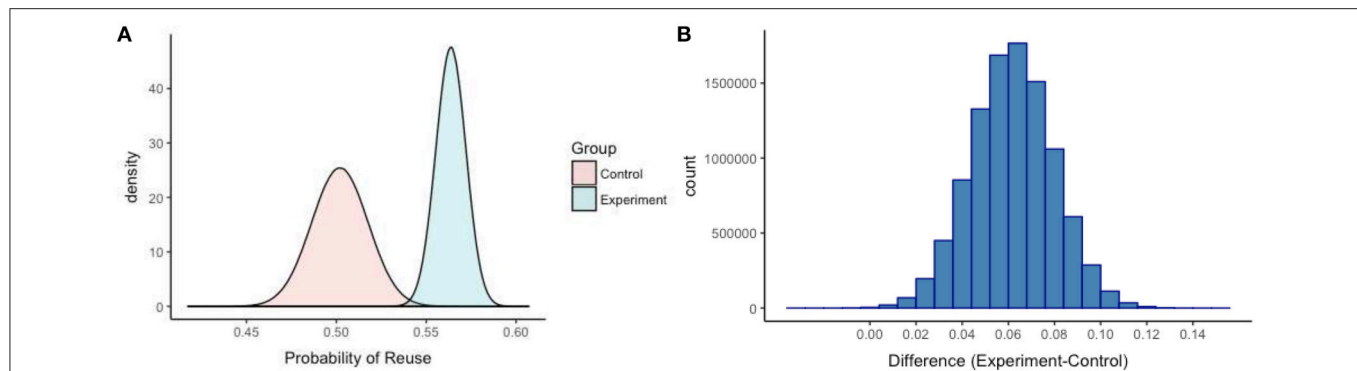 A
density
40
30
20
10
0
0.45 0.50 0.55 0.60
Probability of Reuse
Group
Control
Experiment
B
count
1500000
1000000
500000
0
0.00 0.02 0.04 0.06 0.08 0.10 0.12 0.14
Difference (Experiment-Control)